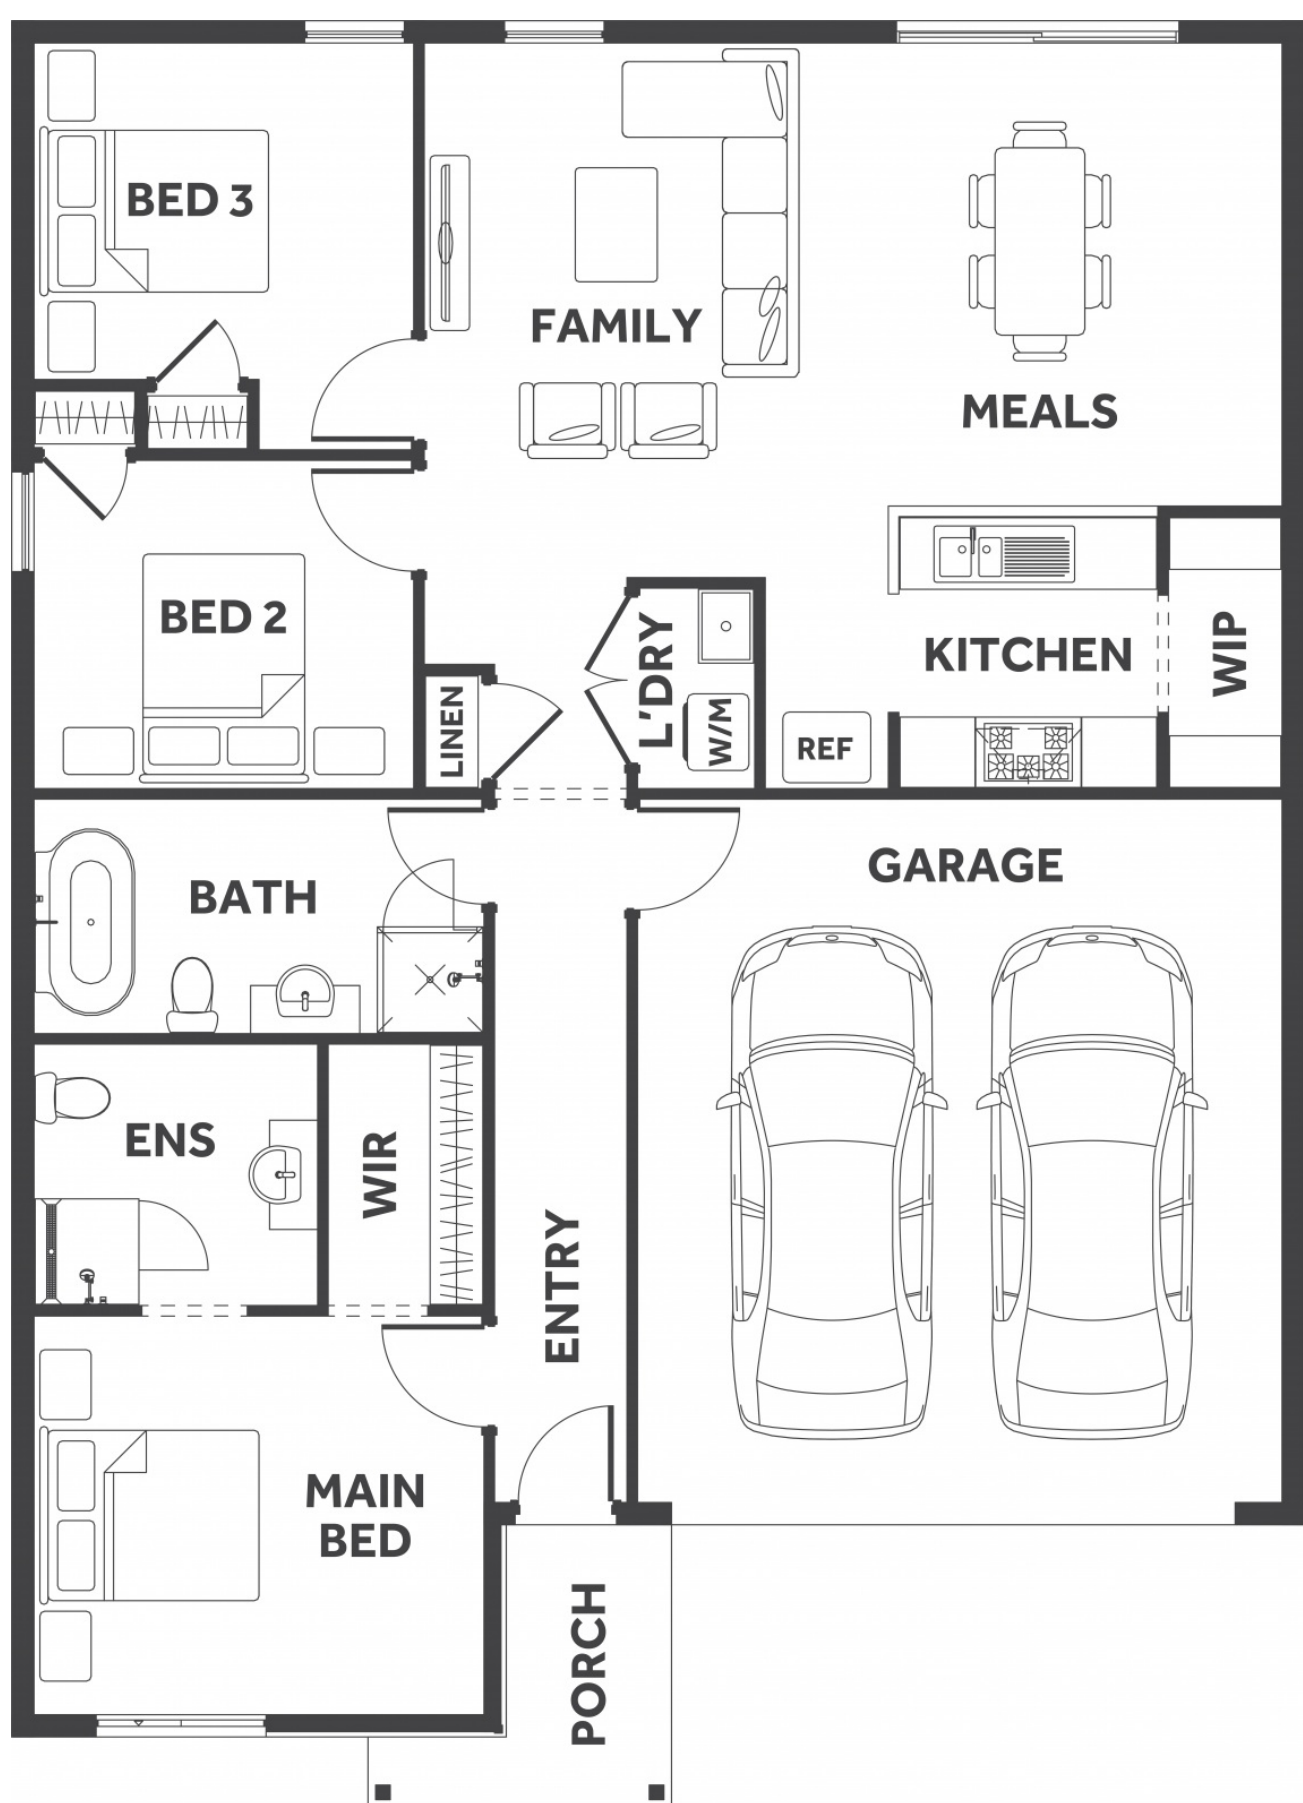 BED 3
FAMILY
MEALS
BED 2
LINEN
L'DRY
W/M
KITCHEN
WIP
REF
BATH
GARAGE
ENS
WIR
ENTRY
MAIN
BED
PORCH